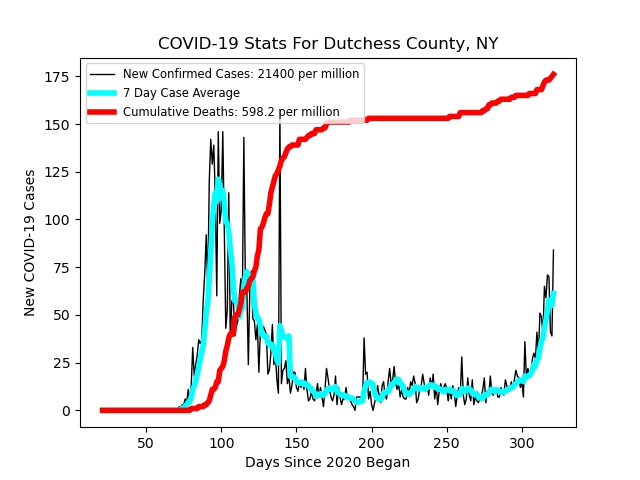 COVID-19 Stats For Dutchess County, NY
New Confirmed Cases: 21400 per million
7 Day Case Average
Cumulative Deaths: 598.2 per million
New COVID-19 Cases
175
150
125
100
75
50
25
0
50 100 150 200 250 300
Days Since 2020 Began